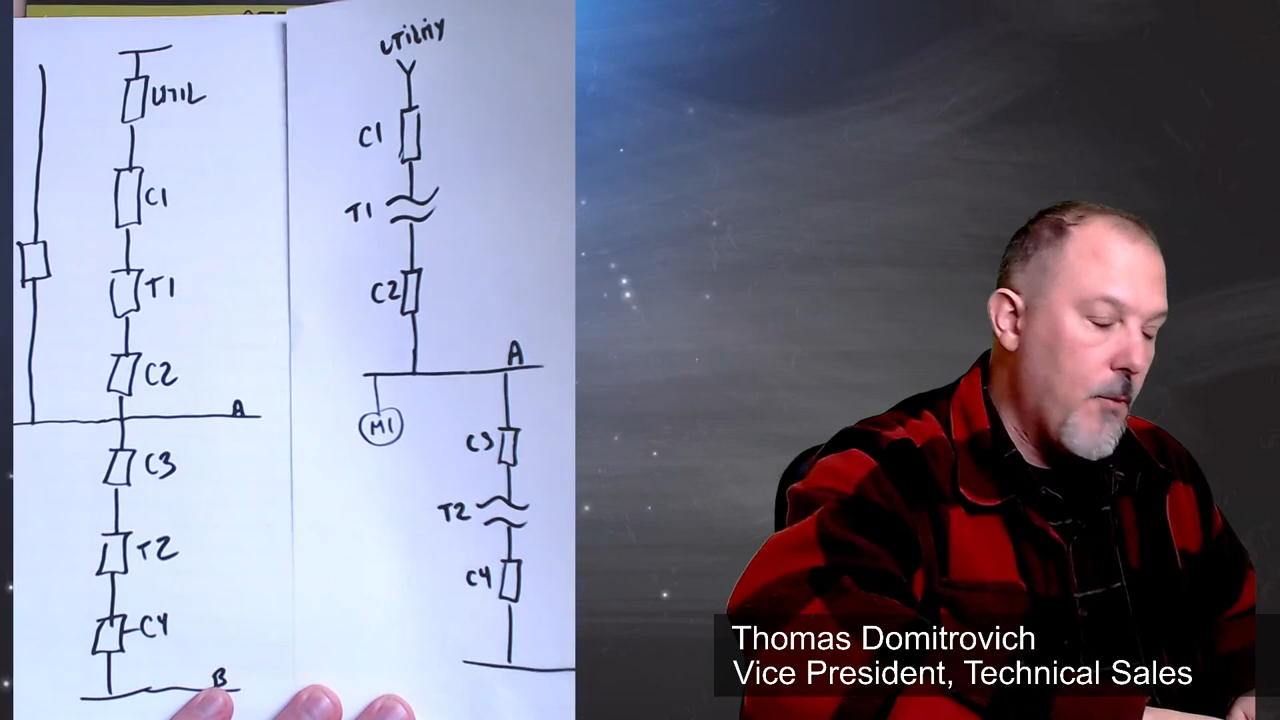 UTIL
C1
T1
C2
A
C3
T2
C4
B
Utility
C1
T1
C2
A
M1
C3
T2
C4
Thomas Domitrovich
Vice President, Technical Sales